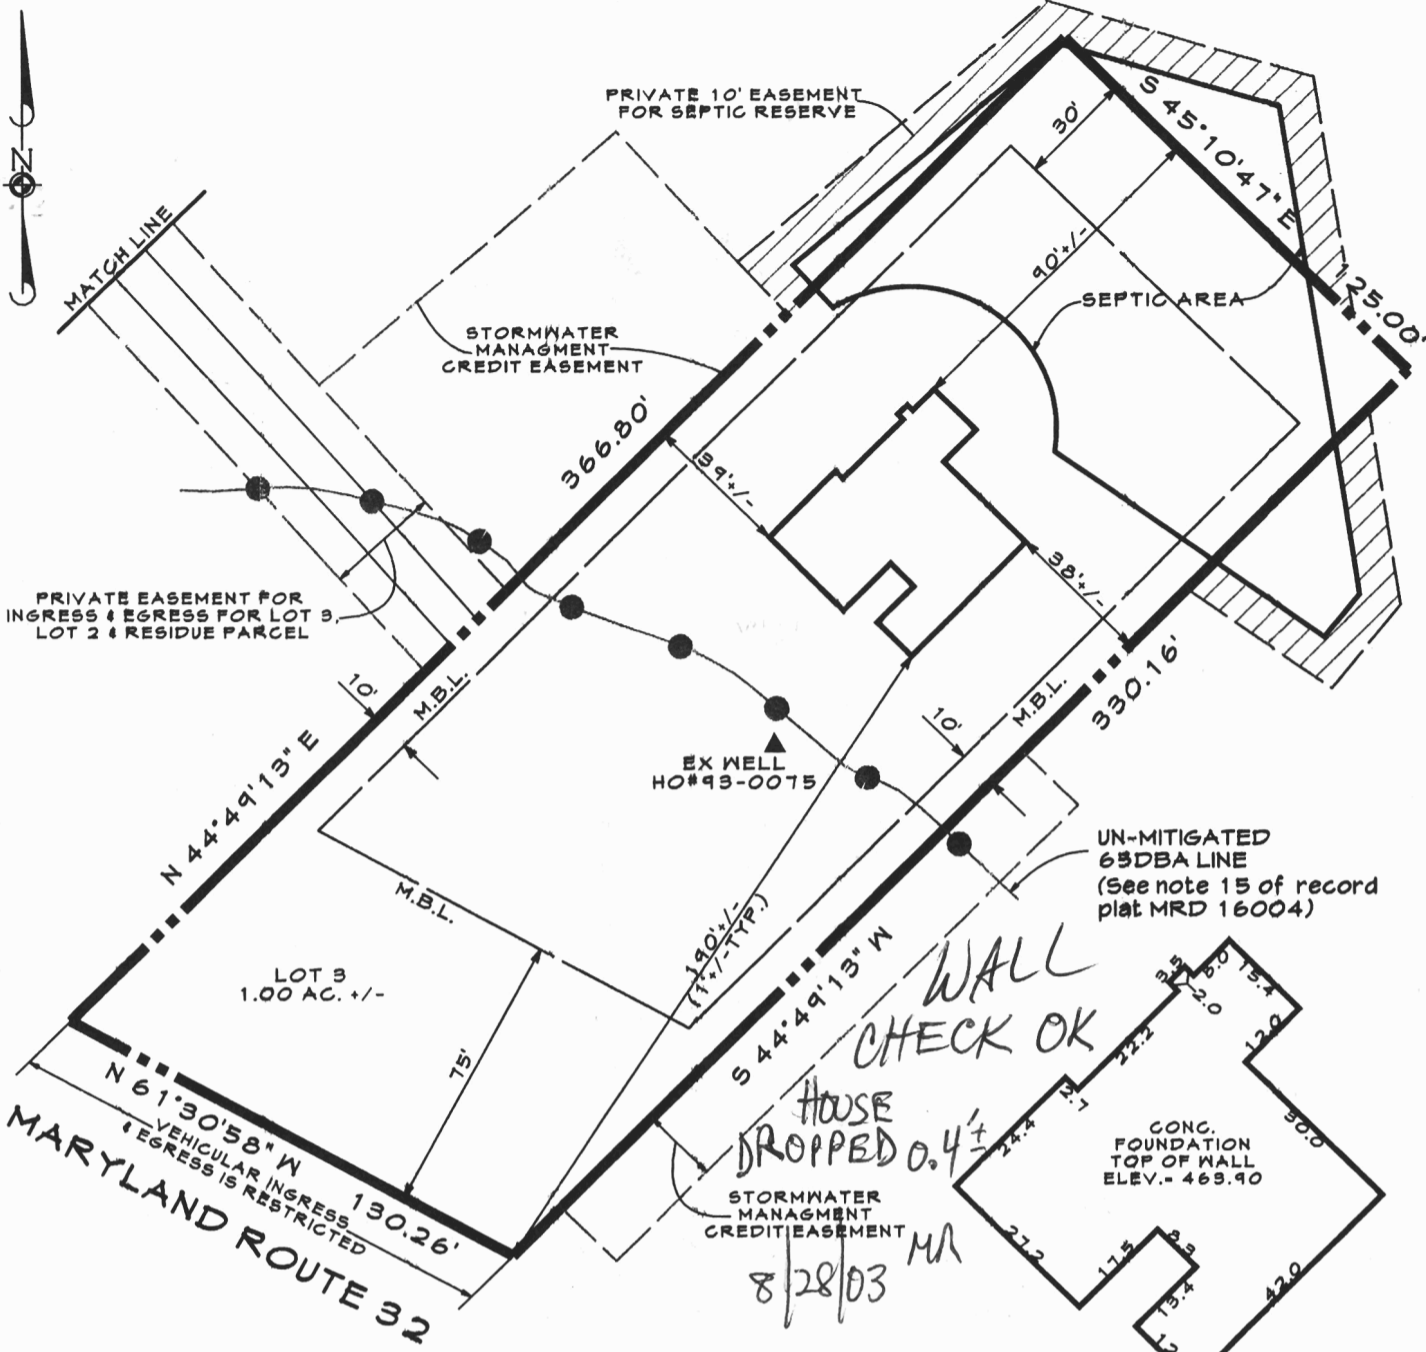 N
MATCH LINE
PRIVATE 10' EASEMENT
FOR SEPTIC RESERVE
30'
S 45°10'47" E
125.00'
90'+/-
SEPTIC AREA
STORMWATER
MANAGMENT
CREDIT EASEMENT
366.80'
39'+/-
38'+/-
PRIVATE EASEMENT FOR
INGRESS & EGRESS FOR LOT 3,
LOT 2 & RESIDUE PARCEL
10'
M.B.L.
N 44°49'13" E
EX WELL
HO#93-0075
10'
M.B.L.
330.16'
UN-MITIGATED
65DBA LINE
(See note 15 of record
plat MRD 16004)
M.B.L.
190'+/-
(1'+/- TYP.)
S 44°49'13" W
LOT 3
1.00 AC. +/-
75'
N 61°30'58" W
130.26'
VEHICULAR INGRESS
& EGRESS IS RESTRICTED
MARYLAND ROUTE 32
WALL
CHECK OK
HOUSE
DROPPED 0.4'±
MR
8/28/03
STORMWATER
MANAGMENT
CREDIT EASEMENT
3.5
8.0
15.4
2.0
12.0
22.2
2.7
24.4
30.0
CONC.
FOUNDATION
TOP OF WALL
ELEV.= 463.90
27.2
17.5
8.3
13.4
42.0